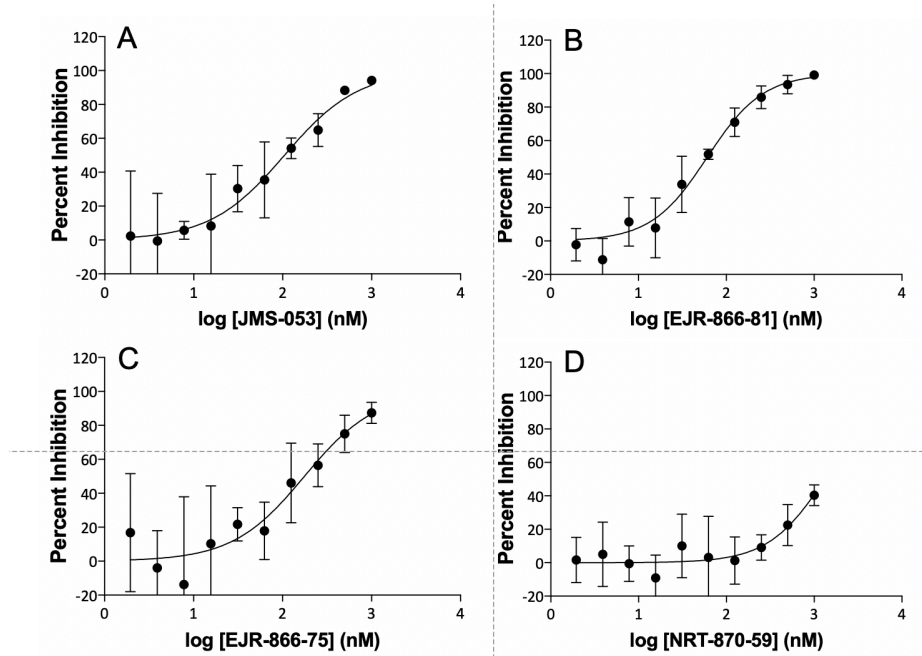 A
Percent Inhibition
120
100
80
60
40
20
0
-20
0 1 2 3 4
log [JMS-053] (nM)
B
Percent Inhibition
120
100
80
60
40
20
0
-20
0 1 2 3 4
log [EJR-866-81] (nM)
C
Percent Inhibition
120
100
80
60
40
20
0
-20
0 1 2 3 4
log [EJR-866-75] (nM)
D
Percent Inhibition
120
100
80
60
40
20
0
-20
0 1 2 3 4
log [NRT-870-59] (nM)